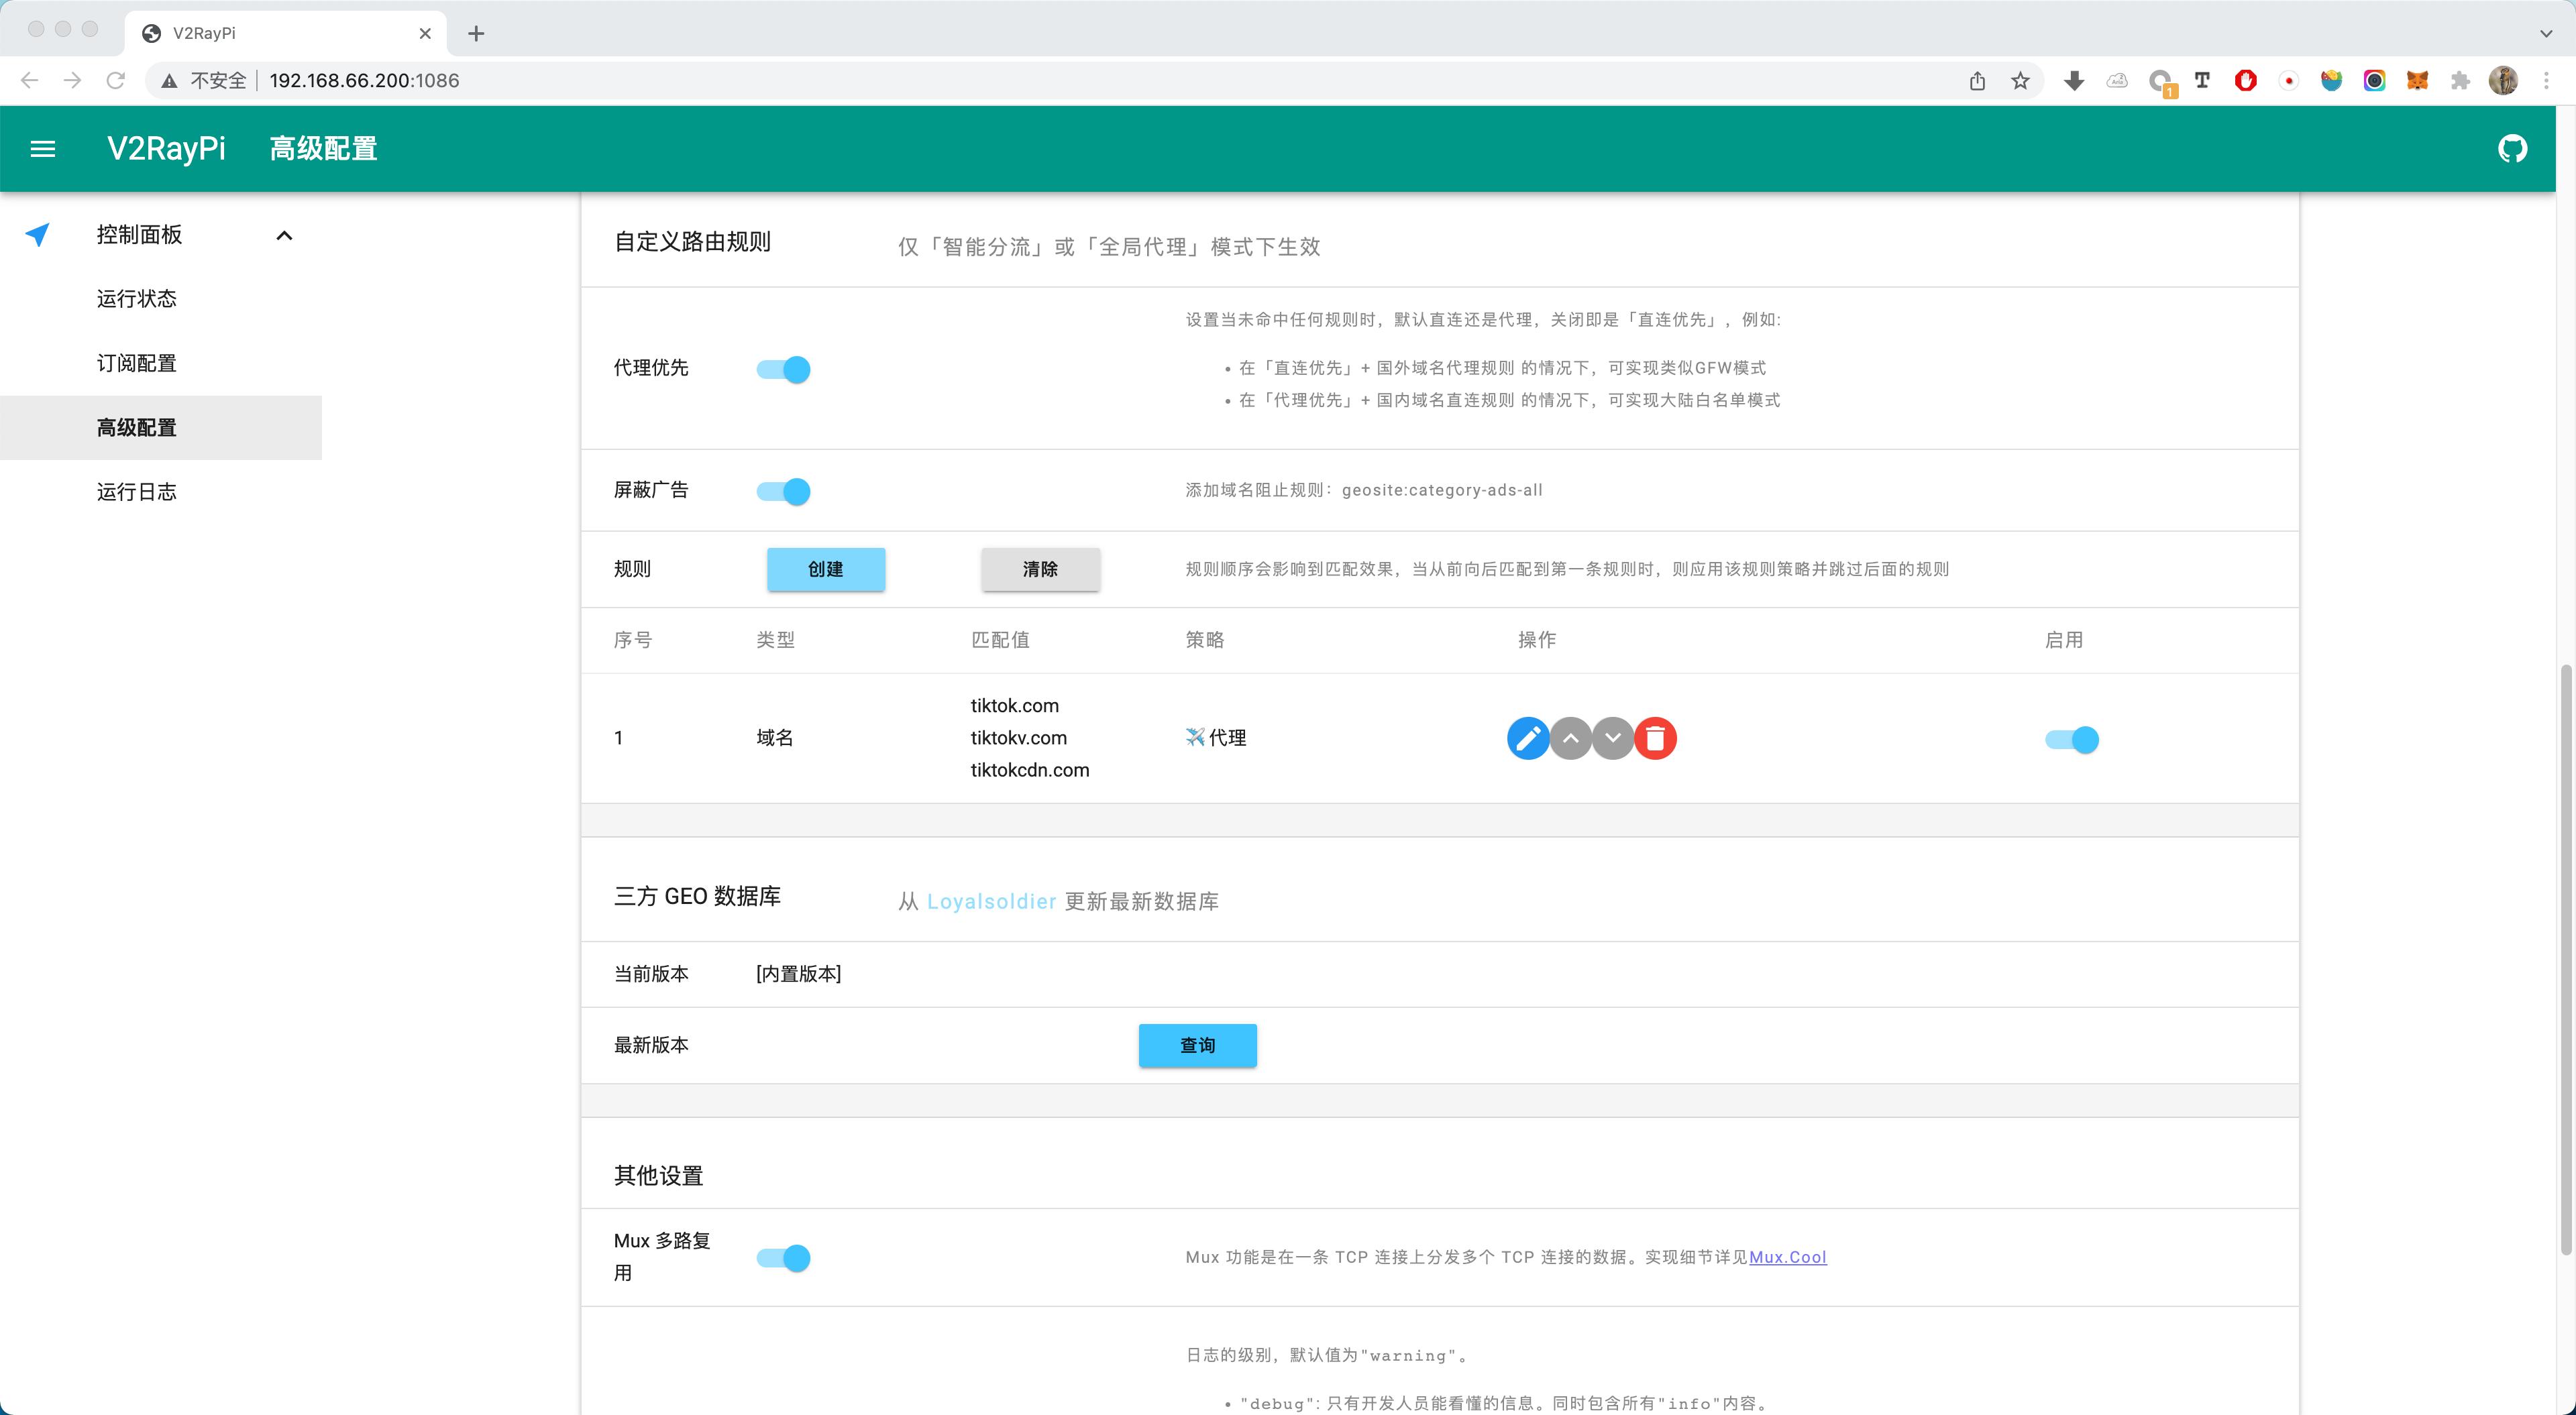 V2RayPi
不安全
192.168.66.200:1086
1
V2RayPi 高级配置
控制面板
运行状态
订阅配置
高级配置
运行日志
自定义路由规则 仅「智能分流」或「全局代理」模式下生效
代理优先
设置当未命中任何规则时，默认直连还是代理，关闭即是「直连优先」，例如:
• 在「直连优先」+ 国外域名代理规则 的情况下，可实现类似GFW模式
• 在「代理优先」+ 国内域名直连规则 的情况下，可实现大陆白名单模式
屏蔽广告 添加域名阻止规则：geosite:category-ads-all
规则 创建 清除 规则顺序会影响到匹配效果，当从前向后匹配到第一条规则时，则应用该规则策略并跳过后面的规则
序号 类型 匹配值 策略 操作 启用
1 域名
tiktok.com
tiktokv.com
tiktokcdn.com
✈️代理
三方 GEO 数据库 从 Loyalsoldier 更新最新数据库
当前版本 [内置版本]
最新版本 查询
其他设置
Mux 多路复
用
Mux 功能是在一条 TCP 连接上分发多个 TCP 连接的数据。实现细节详见Mux.Cool
日志的级别，默认值为"warning"。
• "debug": 只有开发人员能看懂的信息。同时包含所有"info"内容。